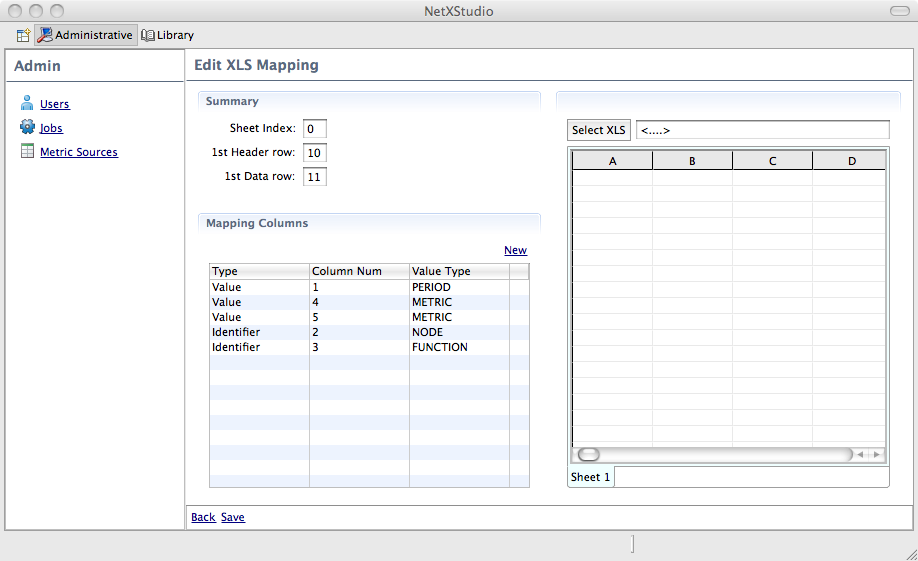 NetXStudio
Administrative Library
Admin
Users
Jobs
Metric Sources
Edit XLS Mapping
Summary
Sheet Index: 0
1st Header row: 10
1st Data row: 11
Mapping Columns
New
Type Column Num Value Type
Value 1 PERIOD
Value 4 METRIC
Value 5 METRIC
Identifier 2 NODE
Identifier 3 FUNCTION
Select XLS <....>
A B C D
Sheet 1
Back Save